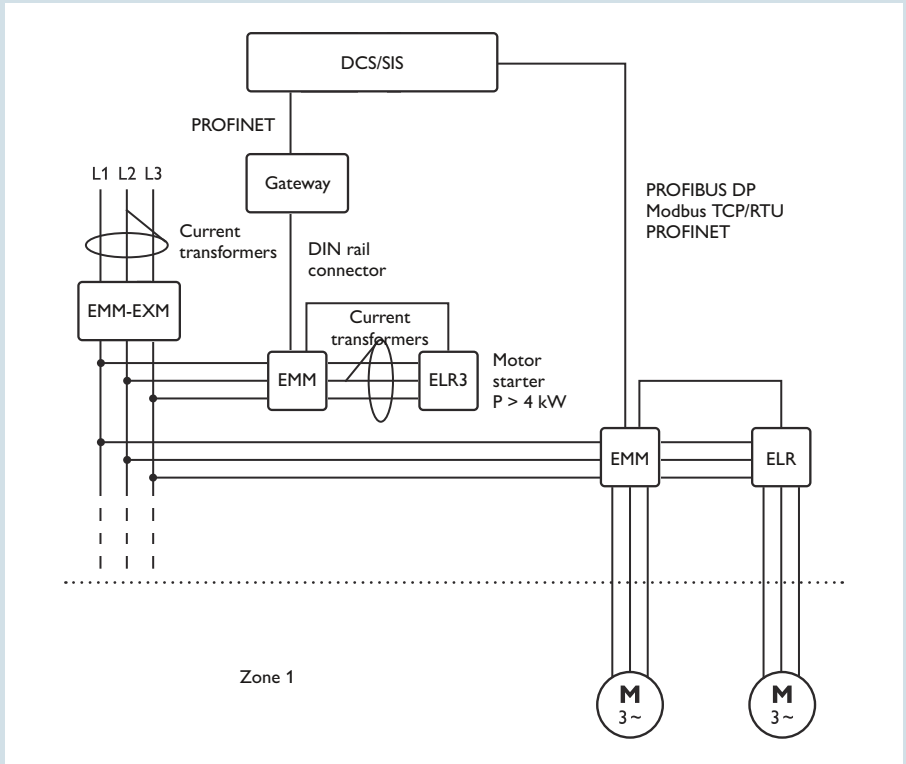 DCS/SIS
PROFINET
L1 L2 L3
Gateway
PROFIBUS DP
Modbus TCP/RTU
PROFINET
Current
transformers
DIN rail
connector
EMM-EXM
Current
transformers
EMM
ELR3
Motor
starter
P > 4 kW
EMM
ELR
Zone 1
M
3~
M
3~